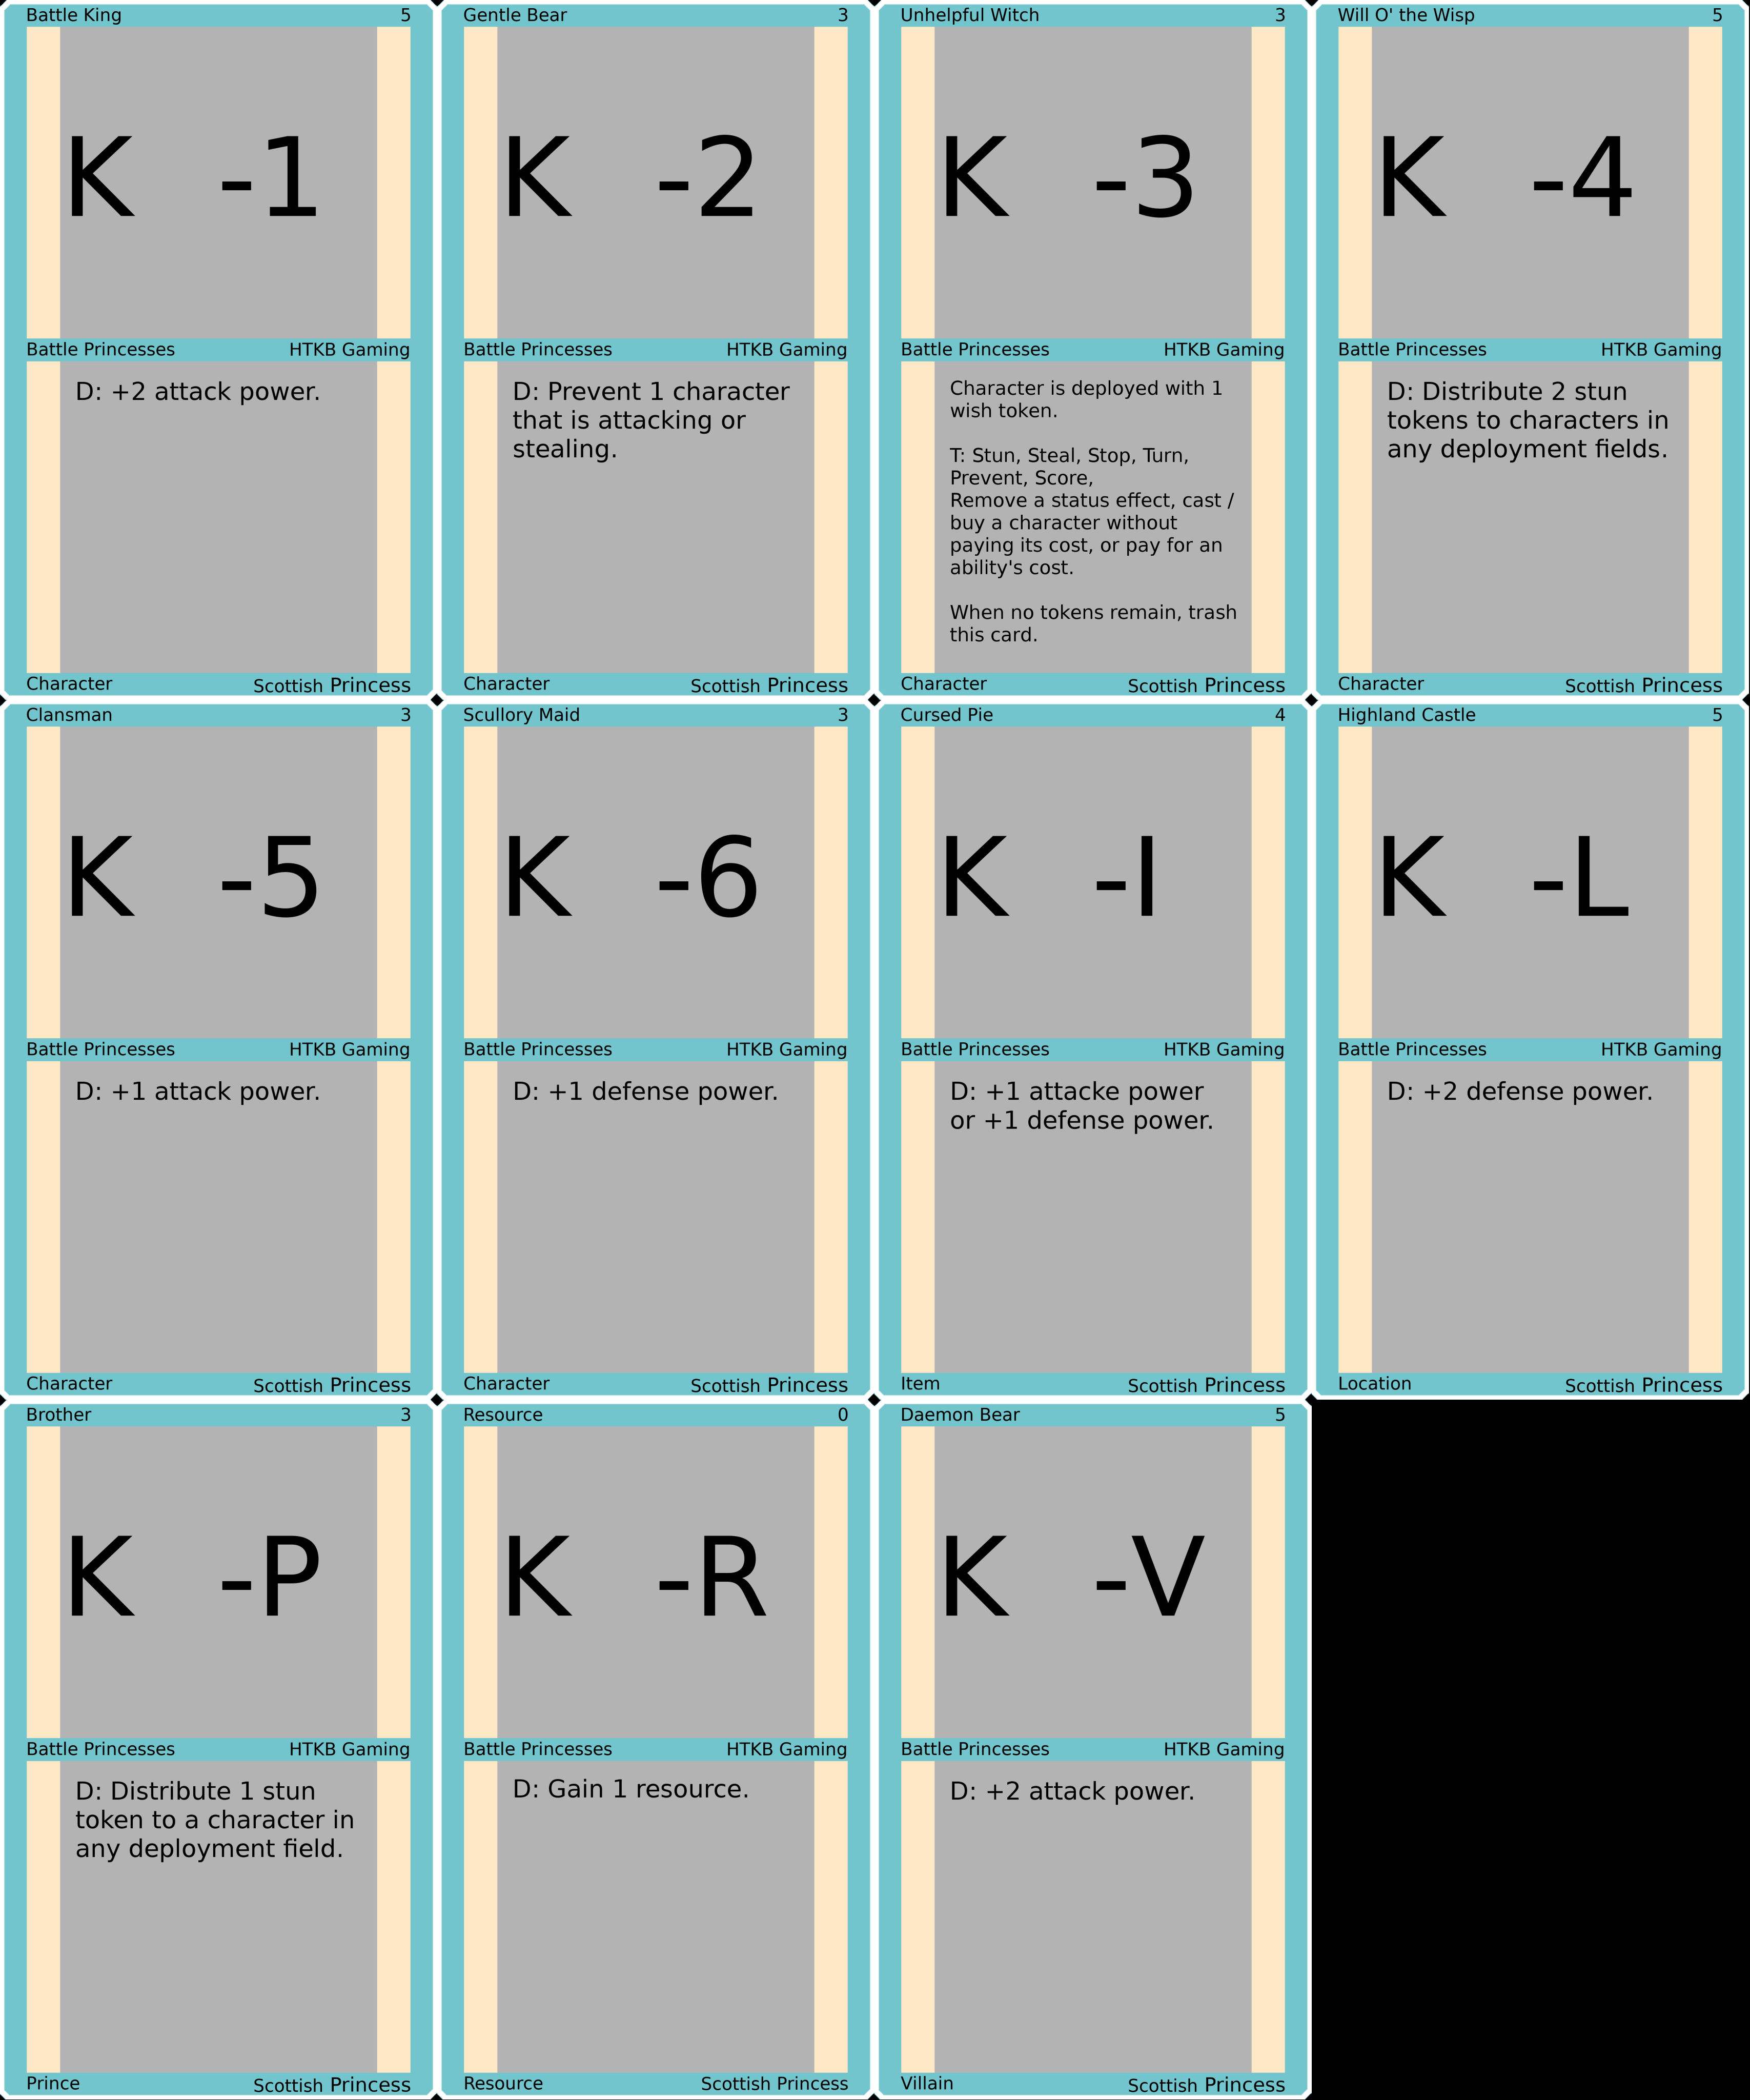 Battle King 5
K -1
Battle Princesses HTKB Gaming
D: +2 attack power.
Character Scottish Princess
Gentle Bear 3
K -2
Battle Princesses HTKB Gaming
D: Prevent 1 character
that is attacking or
stealing.
Character Scottish Princess
Unhelpful Witch 3
K -3
Battle Princesses HTKB Gaming
Character is deployed with 1
wish token.
T: Stun, Steal, Stop, Turn,
Prevent, Score,
Remove a status effect, cast /
buy a character without
paying its cost, or pay for an
ability's cost.
When no tokens remain, trash
this card.
Character Scottish Princess
Will O' the Wisp 5
K -4
Battle Princesses HTKB Gaming
D: Distribute 2 stun
tokens to characters in
any deployment fields.
Character Scottish Princess
Clansman 3
K -5
Battle Princesses HTKB Gaming
D: +1 attack power.
Character Scottish Princess
Scullory Maid 3
K -6
Battle Princesses HTKB Gaming
D: +1 defense power.
Character Scottish Princess
Cursed Pie 4
K -I
Battle Princesses HTKB Gaming
D: +1 attacke power
or +1 defense power.
Item Scottish Princess
Highland Castle 5
K -L
Battle Princesses HTKB Gaming
D: +2 defense power.
Location Scottish Princess
Brother 3
K -P
Battle Princesses HTKB Gaming
D: Distribute 1 stun
token to a character in
any deployment field.
Prince Scottish Princess
Resource 0
K -R
Battle Princesses HTKB Gaming
D: Gain 1 resource.
Resource Scottish Princess
Daemon Bear 5
K -V
Battle Princesses HTKB Gaming
D: +2 attack power.
Villain Scottish Princess